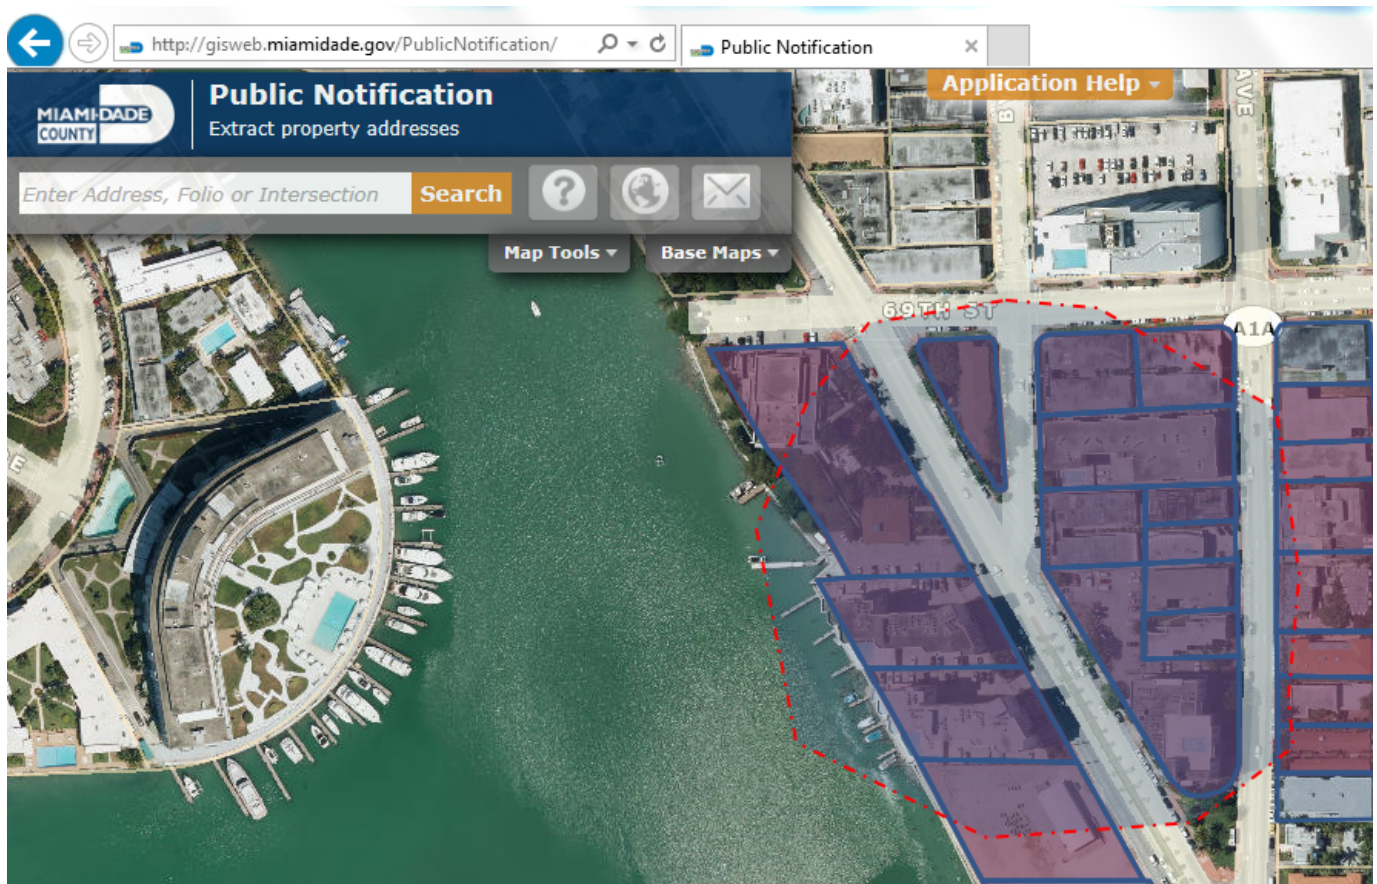 http://gisweb.miamidade.gov/PublicNotification/
Public Notification
MIAMI-DADE
COUNTY
Public Notification
Extract property addresses
Application Help
Enter Address, Folio or Intersection
Search
?
Map Tools
Base Maps
AVE
69TH ST
A1A
E